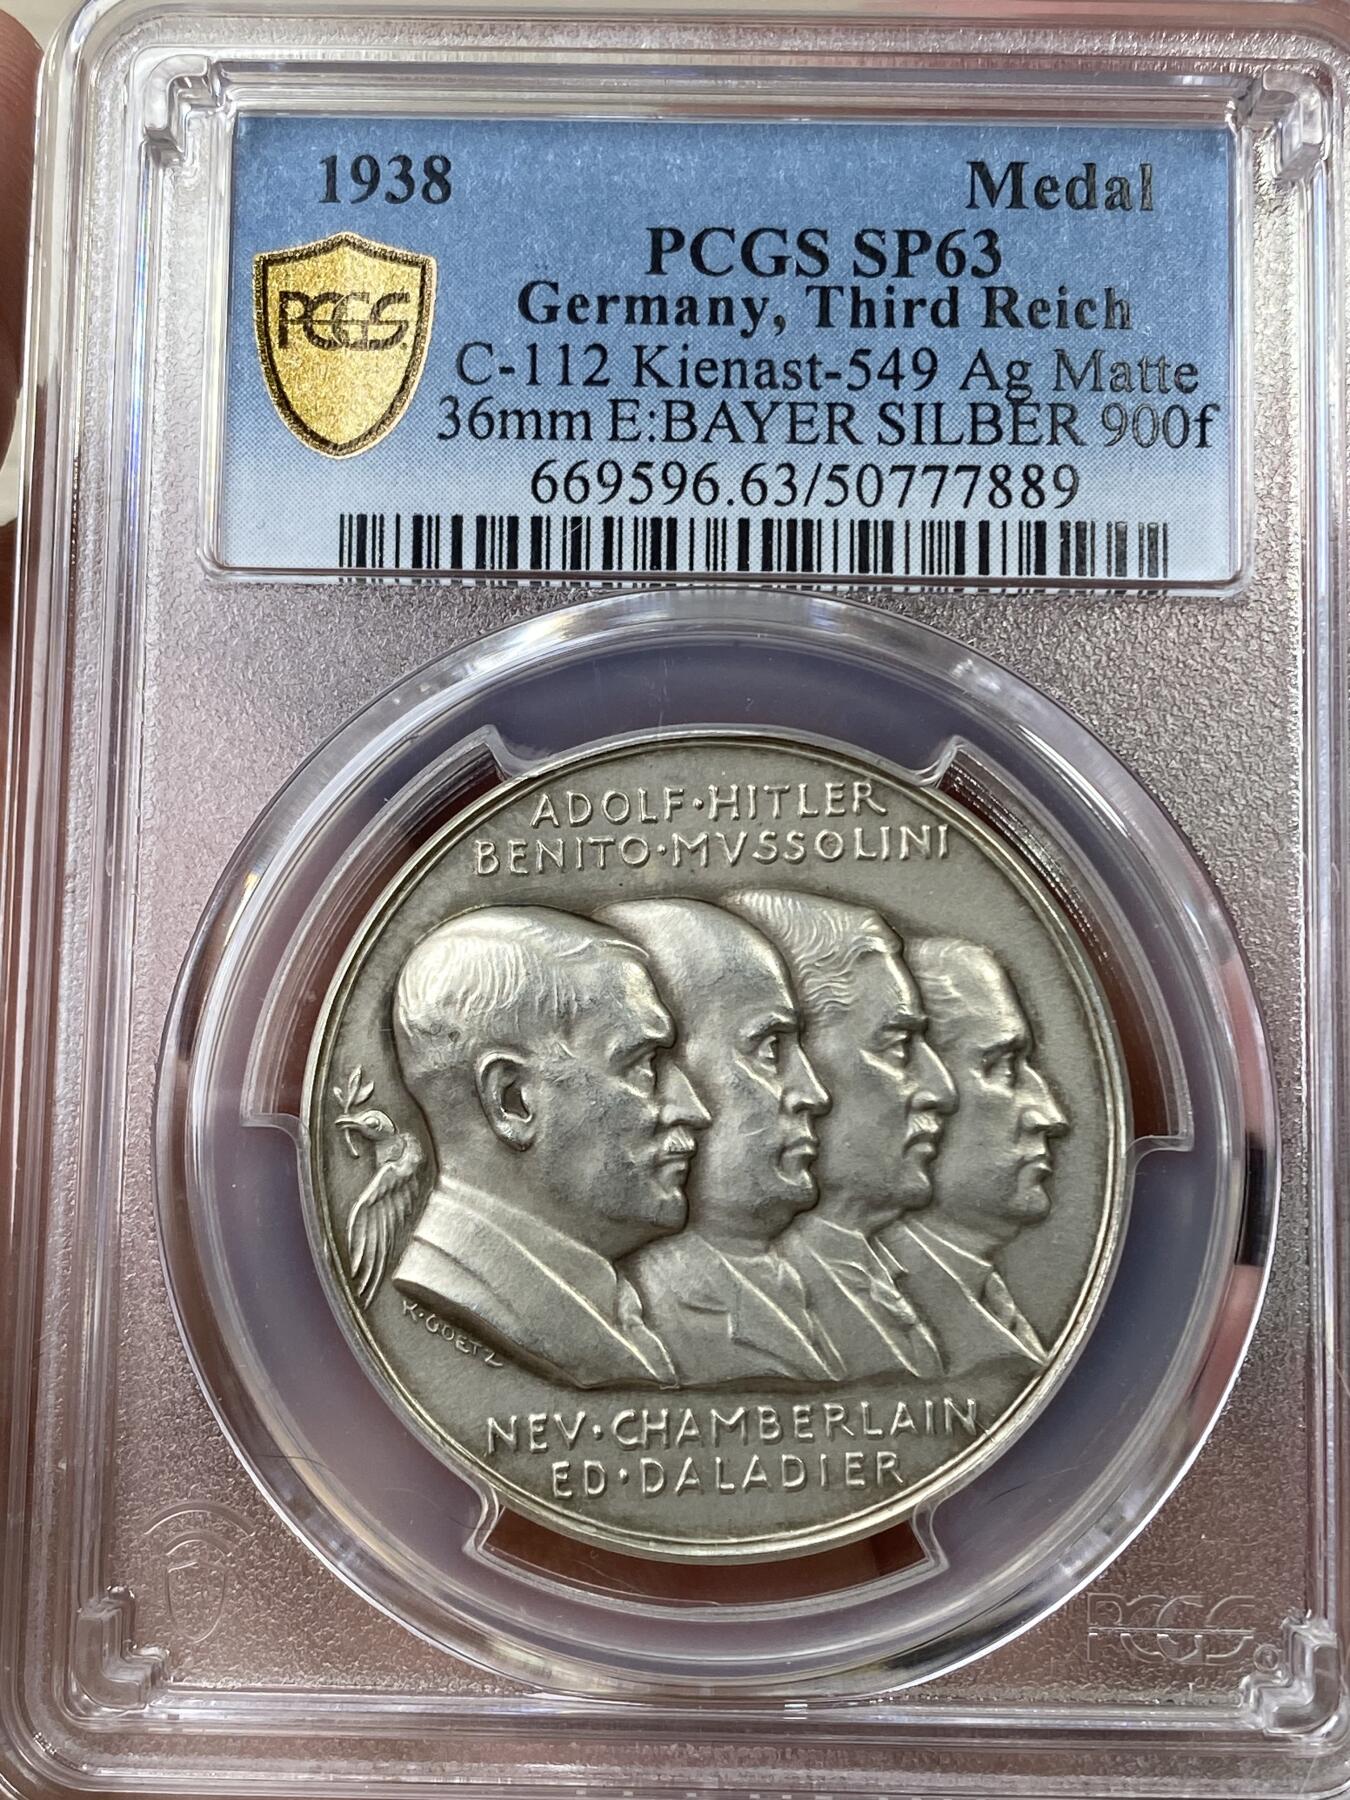 1938 Medal
PCGS SP63
PCGS
Germany, Third Reich
C-112 Kienast-549 Ag Matte
36mm E:BAYER SILBER 900f
669596.63/50777889
ADOLF·HITLER
BENITO·MVSSOLINI
K·GOETZ
NEV·CHAMBERLAIN
ED·DALADIER
PCGS